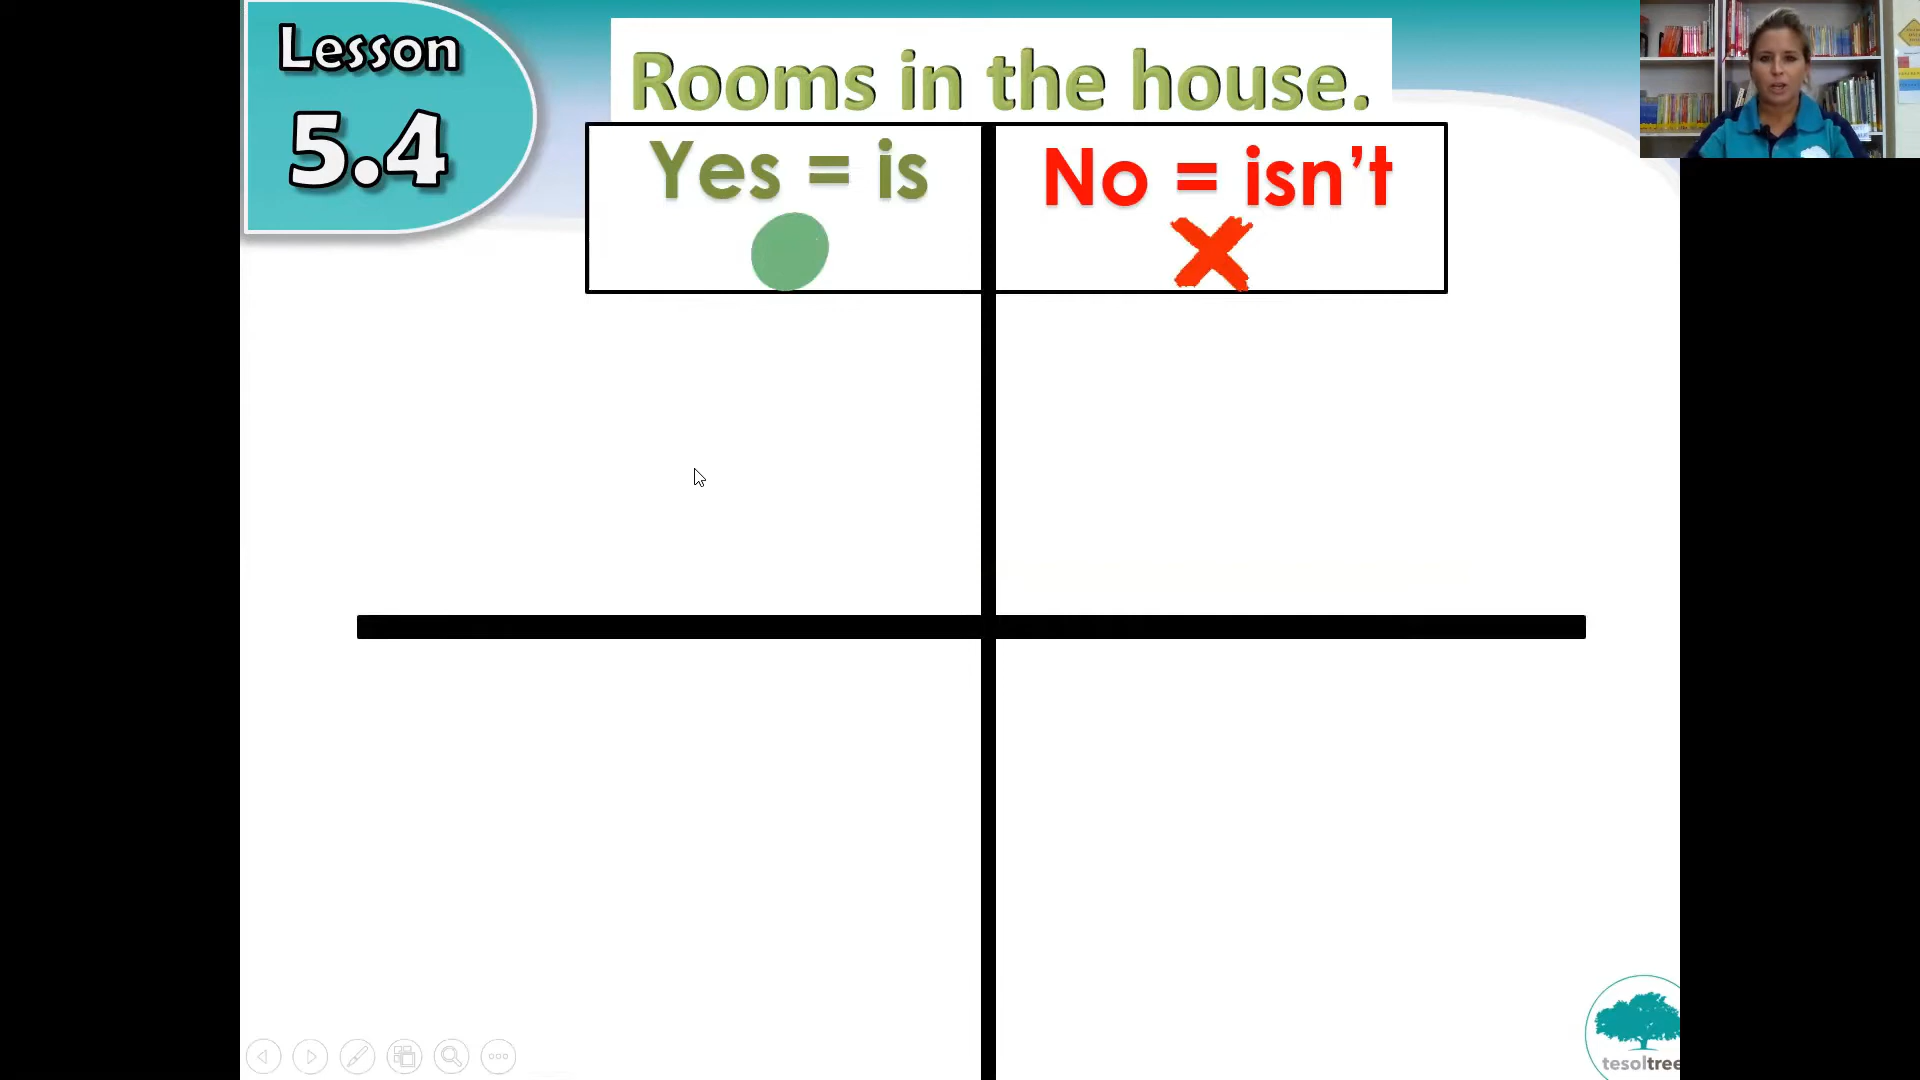 Lesson
5.4
Rooms in the house.
Yes = is
No = isn't
tesoltree